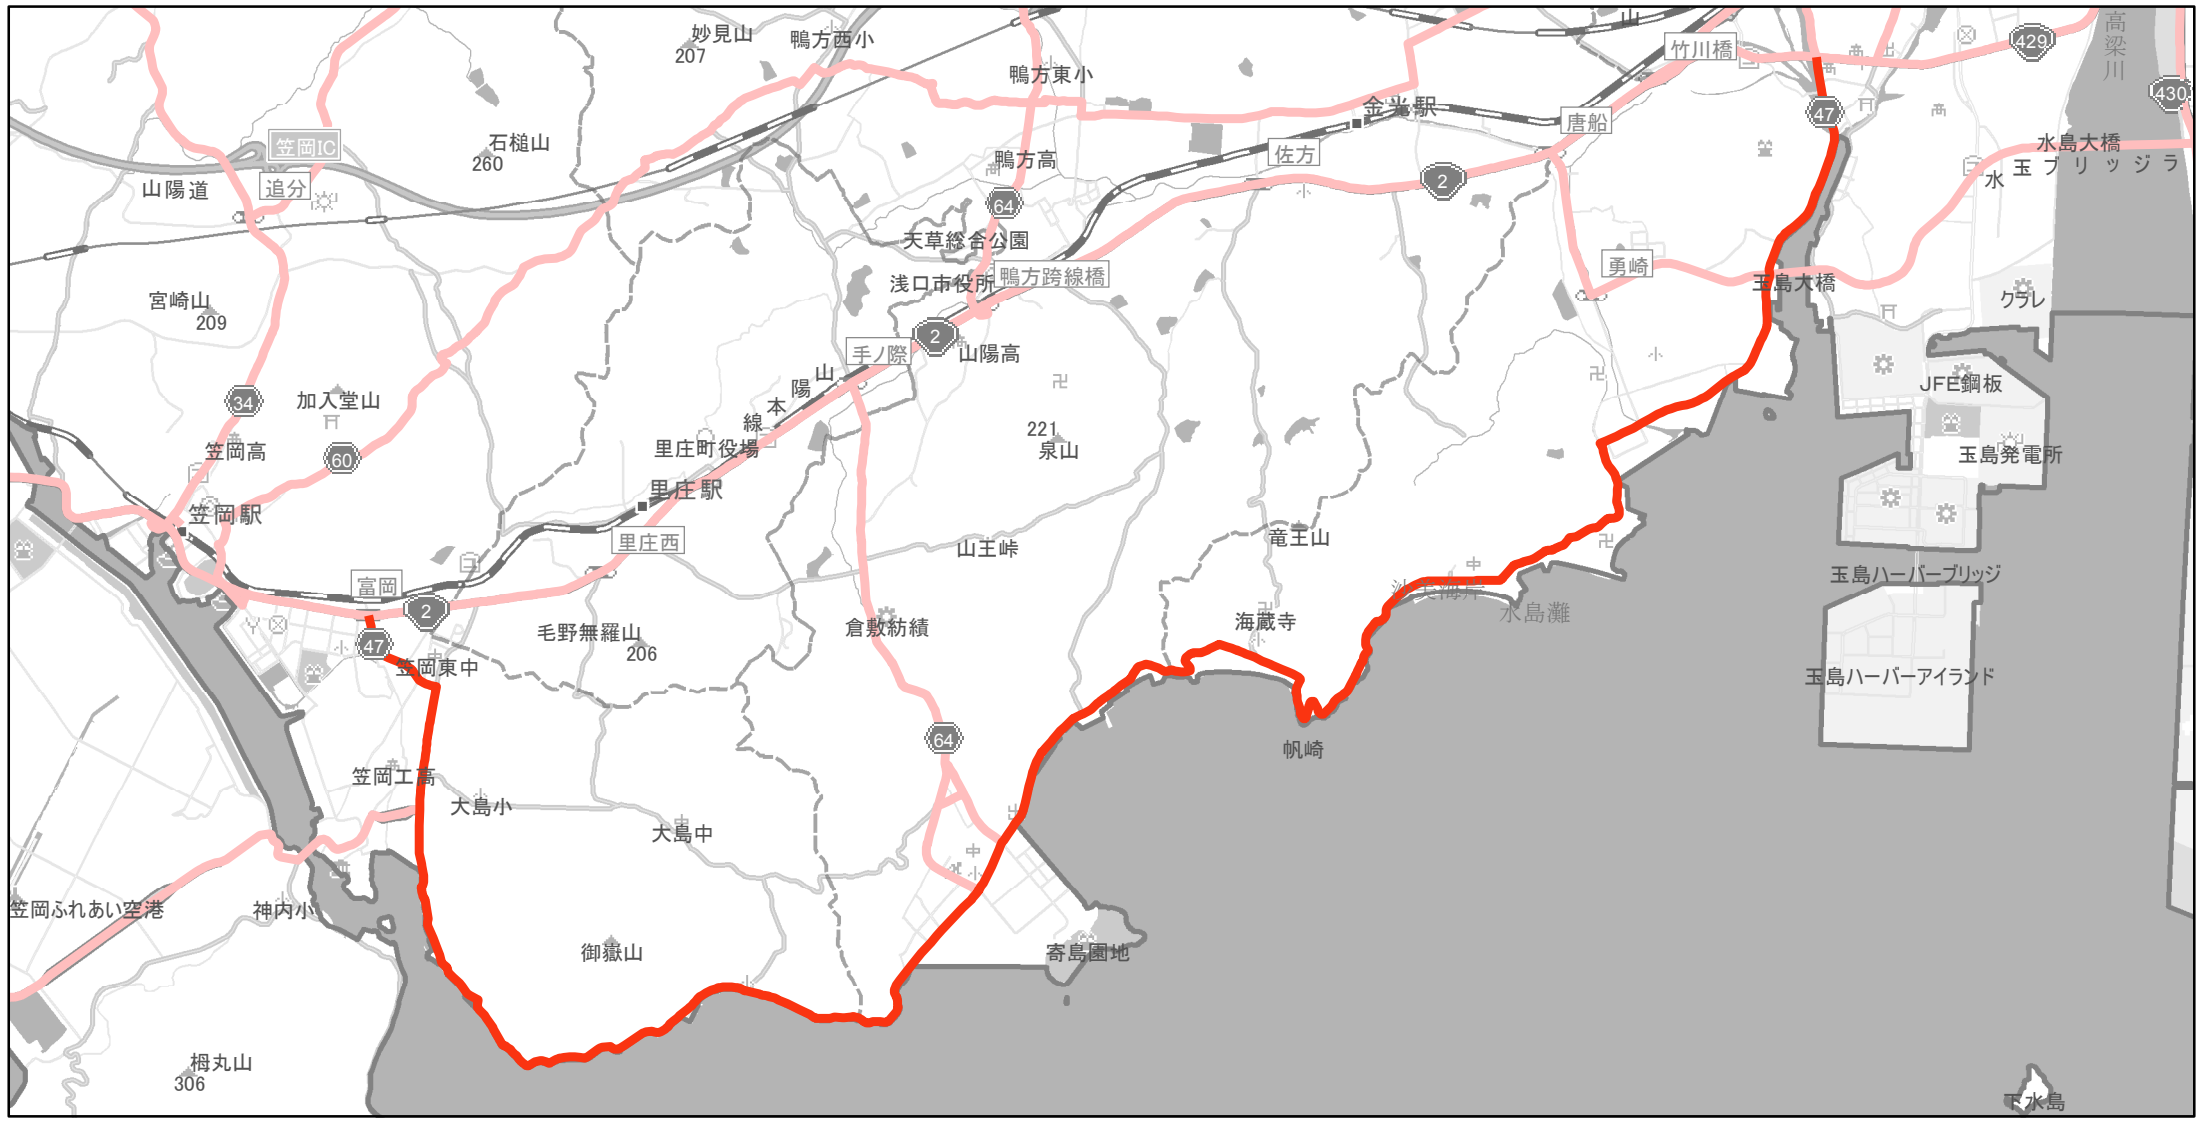 妙見山
207
鴨方西小
山
竹川橋
429
高梁川
鴨方東小
430
金光駅
47
唐船
笠岡IC
石槌山
260
水島大橋
玉ブリッジラ
水
佐方
鴨方高
追分
山陽道
2
64
天草総合公園
浅口市役所
鴨方跨線橋
勇崎
玉島大橋
宮崎山
209
クラレ
2
手ノ際
山陽高
山陽本線
JFE鋼板
34
加入堂山
221
泉山
里庄町役場
笠岡高
60
玉島発電所
里庄駅
笠岡駅
里庄西
山王峠
竜王山
玉島ハーバーブリッジ
富岡
沙美海岸
水島灘
2
47
毛野無羅山
206
倉敷紡績
海蔵寺
笠岡東中
玉島ハーバーアイランド
64
帆崎
笠岡工高
大島小
大島中
笠岡ふれあい空港
神内小
御嶽山
寄島園地
栂丸山
306
下水島